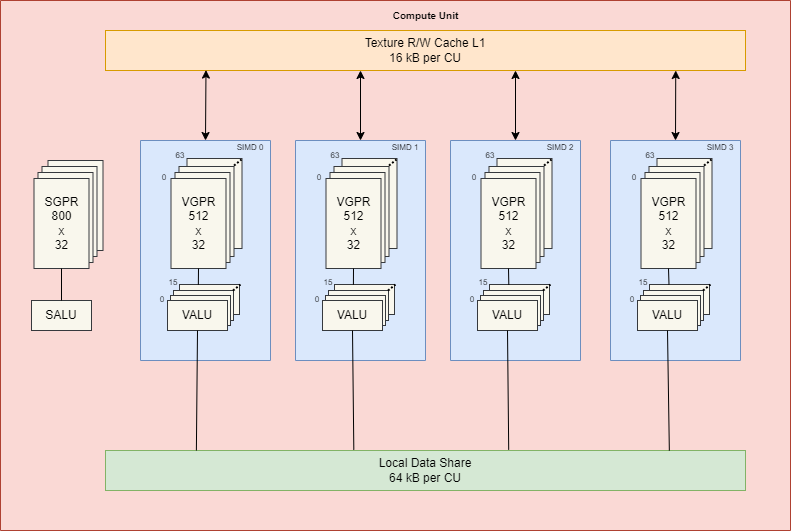 Compute Unit
Texture R/W Cache L1
16 kB per CU
SIMD 0
SIMD 1
SIMD 2
SIMD 3
63
63
63
63
0
0
0
0
SGPR
800
X
32
VGPR
512
X
32
VGPR
512
X
32
VGPR
512
X
32
VGPR
512
X
32
15
15
15
15
0
0
0
0
SALU
VALU
VALU
VALU
VALU
Local Data Share
64 kB per CU